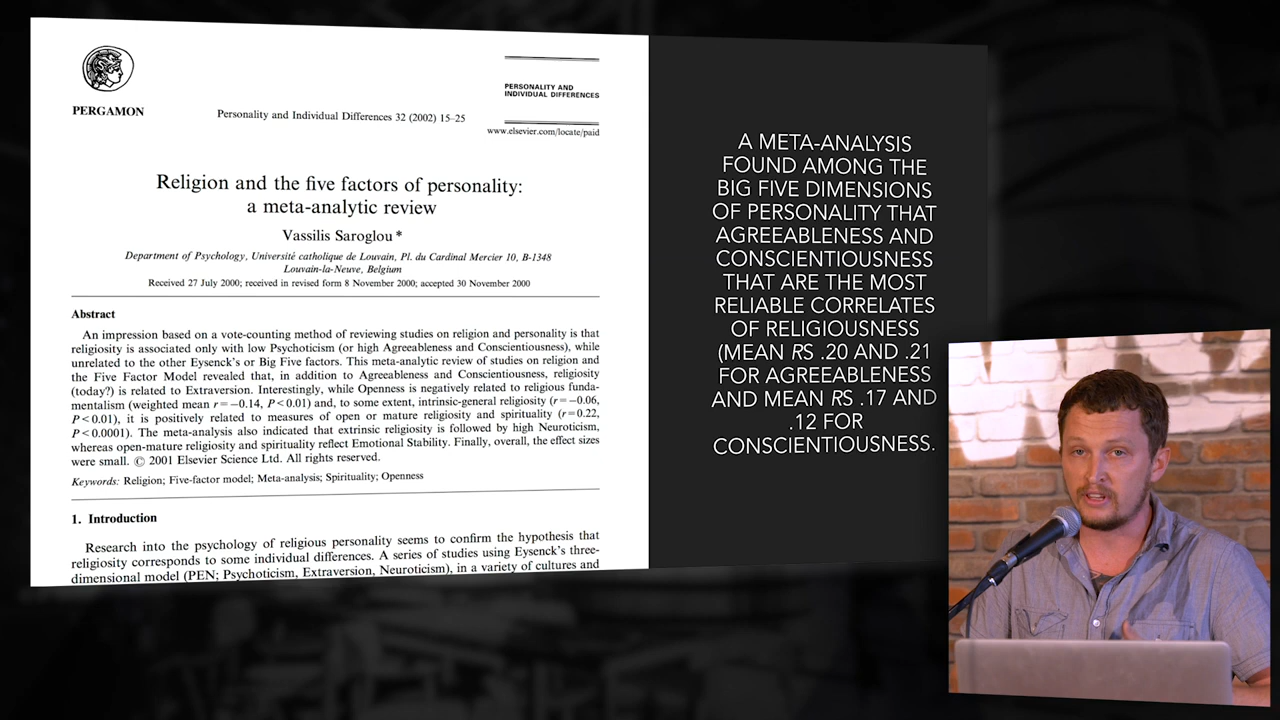 PERGAMON
Personality and Individual Differences 32 (2002) 15–25
PERSONALITY AND
INDIVIDUAL DIFFERENCES
www.elsevier.com/locate/paid
Religion and the five factors of personality:
a meta-analytic review
Vassilis Saroglou *
Department of Psychology, Université catholique de Louvain, Pl. du Cardinal Mercier 10, B-1348
Louvain-la-Neuve, Belgium
Received 27 July 2000; received in revised form 8 November 2000; accepted 30 November 2000
Abstract
An impression based on a vote-counting method of reviewing studies on religion and personality is that
religiosity is associated only with low Psychoticism (or high Agreeableness and Conscientiousness), while
unrelated to the other Eysenck's or Big Five factors. This meta-analytic review of studies on religion and
the Five Factor Model revealed that, in addition to Agreeableness and Conscientiousness, religiosity
(today?) is related to Extraversion. Interestingly, while Openness is negatively related to religious funda-
mentalism (weighted mean r=−0.14, P<0.01) and, to some extent, intrinsic-general religiosity (r=−0.06,
P<0.01), it is positively related to measures of open or mature religiosity and spirituality (r=0.22,
P<0.0001). The meta-analysis also indicated that extrinsic religiosity is followed by high Neuroticism,
whereas open-mature religiosity and spirituality reflect Emotional Stability. Finally, overall, the effect sizes
were small. © 2001 Elsevier Science Ltd. All rights reserved.
Keywords: Religion; Five-factor model; Meta-analysis; Spirituality; Openness
1. Introduction
Research into the psychology of religious personality seems to confirm the hypothesis that
religiosity corresponds to some individual differences. A series of studies using Eysenck's three-
dimensional model (PEN; Psychoticism, Extraversion, Neuroticism), in a variety of cultures and
A META-ANALYSIS
FOUND AMONG THE
BIG FIVE DIMENSIONS
OF PERSONALITY THAT
AGREEABLENESS AND
CONSCIENTIOUSNESS
THAT ARE THE MOST
RELIABLE CORRELATES
OF RELIGIOUSNESS
(MEAN RS .20 AND .21
FOR AGREEABLENESS
AND MEAN RS .17 AND
.12 FOR
CONSCIENTIOUSNESS.